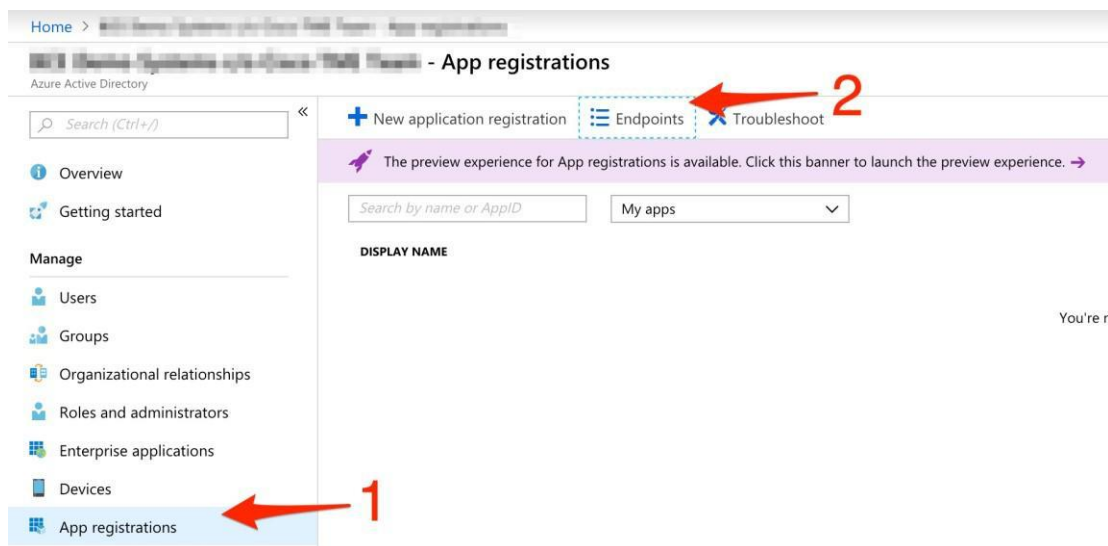 Home >
- App registrations
Azure Active Directory
Search (Ctrl+/)
«
Overview
Getting started
Manage
Users
Groups
Organizational relationships
Roles and administrators
Enterprise applications
Devices
App registrations
1
New application registration
Endpoints
Troubleshoot
2
The preview experience for App registrations is available. Click this banner to launch the preview experience. →
Search by name or AppID
My apps
DISPLAY NAME
You're r